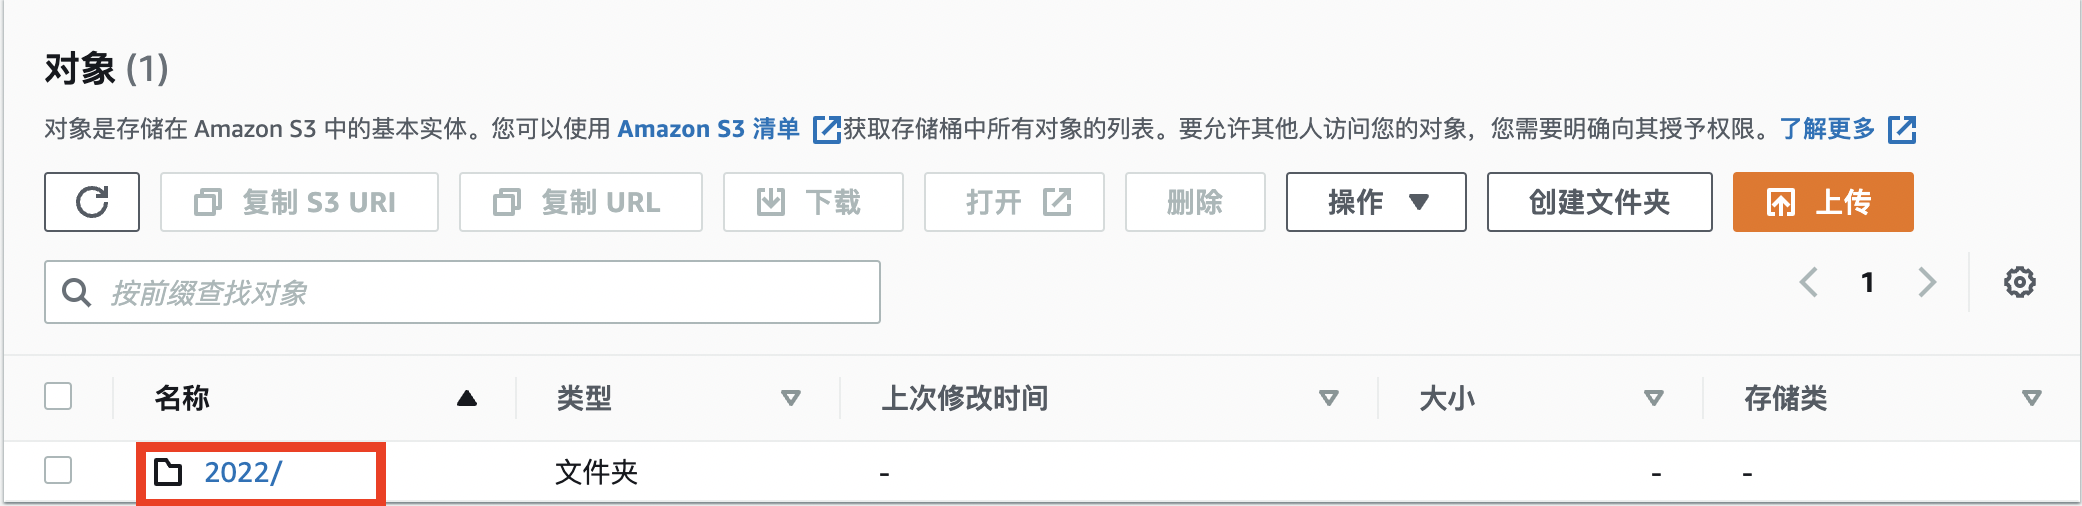 对象 (1)
对象是存储在 Amazon S3 中的基本实体。您可以使用 Amazon S3 清单 获取存储桶中所有对象的列表。要允许其他人访问您的对象，您需要明确向其授予权限。了解更多
复制 S3 URI 复制 URL 下载 打开 删除 操作 创建文件夹 上传
按前缀查找对象 1
名称 类型 上次修改时间 大小 存储类
2022/ 文件夹 - - -